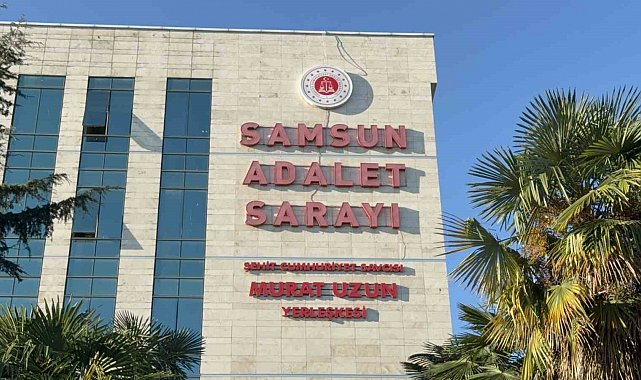 SAMSUN
ADALET
SARAYI
ŞEHİT CUMHURİYET SAVCISI
MURAT UZUN
YERLEŞKESİ